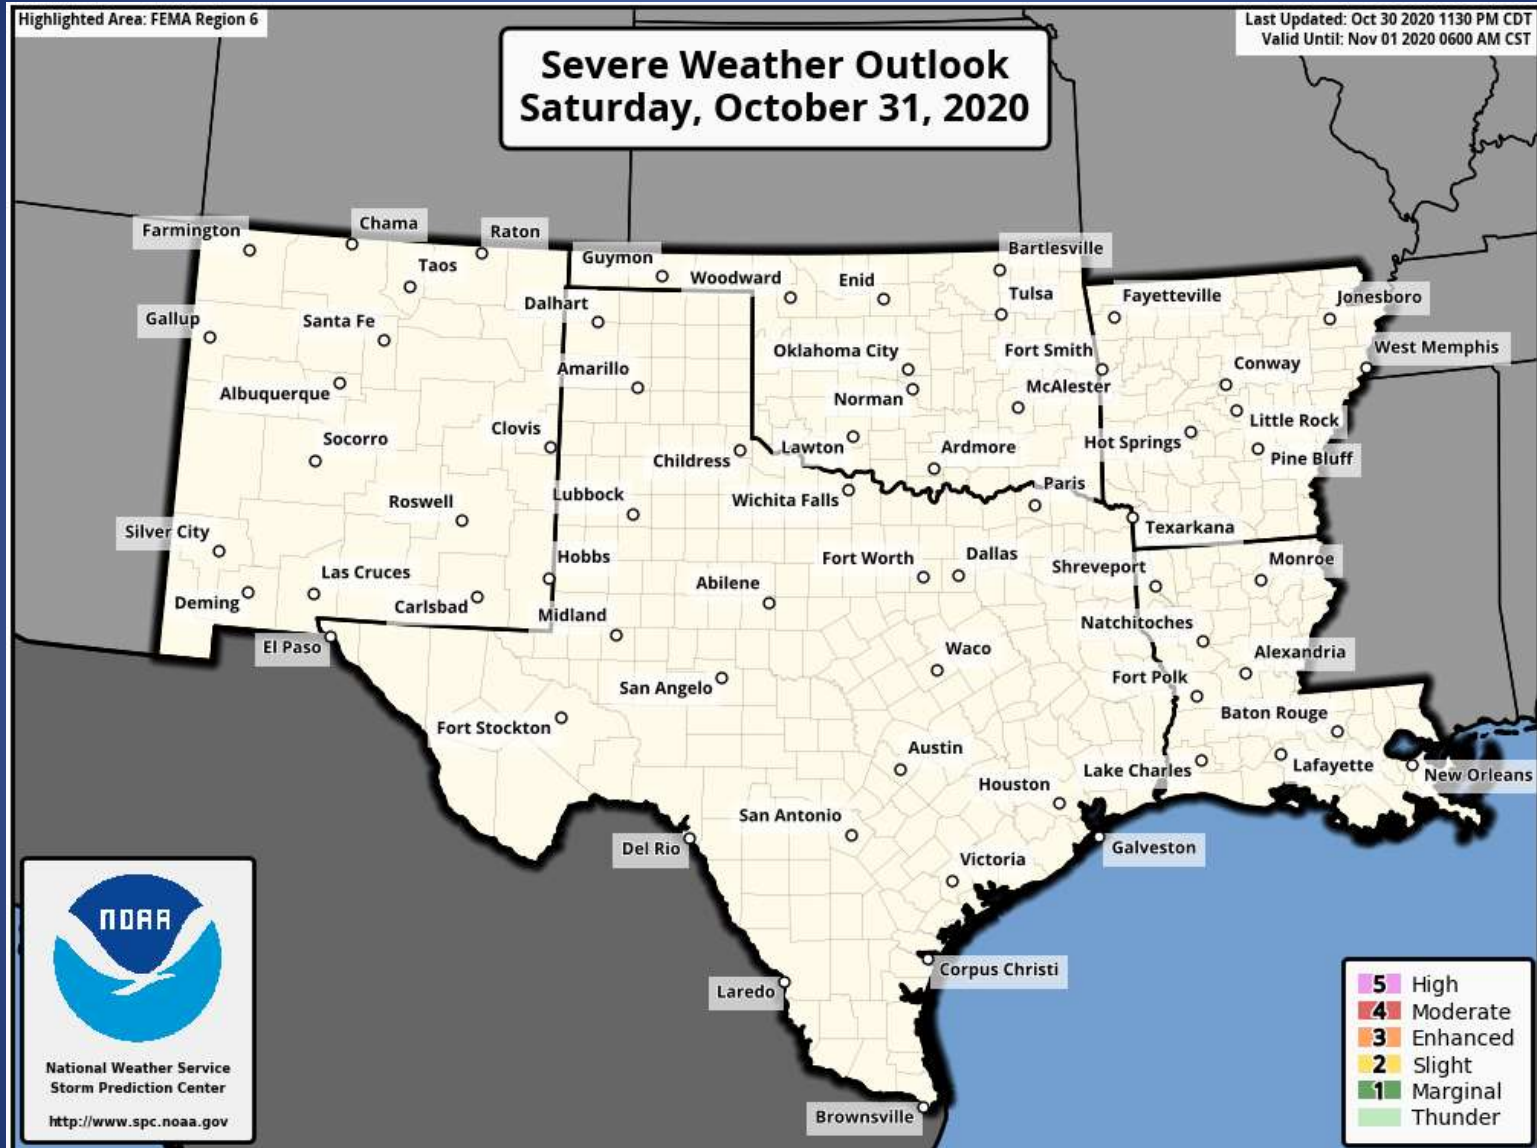 Highlighted Area: FEMA Region 6
Last Updated: Oct 30 2020 1130 PM CDT
Valid Until: Nov 01 2020 0600 AM CST
Severe Weather Outlook
Saturday, October 31, 2020
Farmington
Chama
Raton
Taos
Guymon
Woodward
Enid
Bartlesville
Tulsa
Fayetteville
Jonesboro
Gallup
Santa Fe
Dalhart
Oklahoma City
Fort Smith
West Memphis
Amarillo
Conway
Albuquerque
Norman
McAlester
Little Rock
Socorro
Clovis
Childress
Lawton
Ardmore
Hot Springs
Pine Bluff
Roswell
Lubbock
Wichita Falls
Paris
Texarkana
Silver City
Las Cruces
Hobbs
Abilene
Fort Worth
Dallas
Shreveport
Monroe
Deming
Carlsbad
Midland
Natchitoches
El Paso
San Angelo
Waco
Alexandria
Fort Polk
Fort Stockton
Baton Rouge
Austin
Lake Charles
Lafayette
New Orleans
Houston
San Antonio
Del Rio
Victoria
Galveston
Corpus Christi
Laredo
Brownsville
NOAA
National Weather Service
Storm Prediction Center
http://www.spc.noaa.gov
5 High
4 Moderate
3 Enhanced
2 Slight
1 Marginal
Thunder